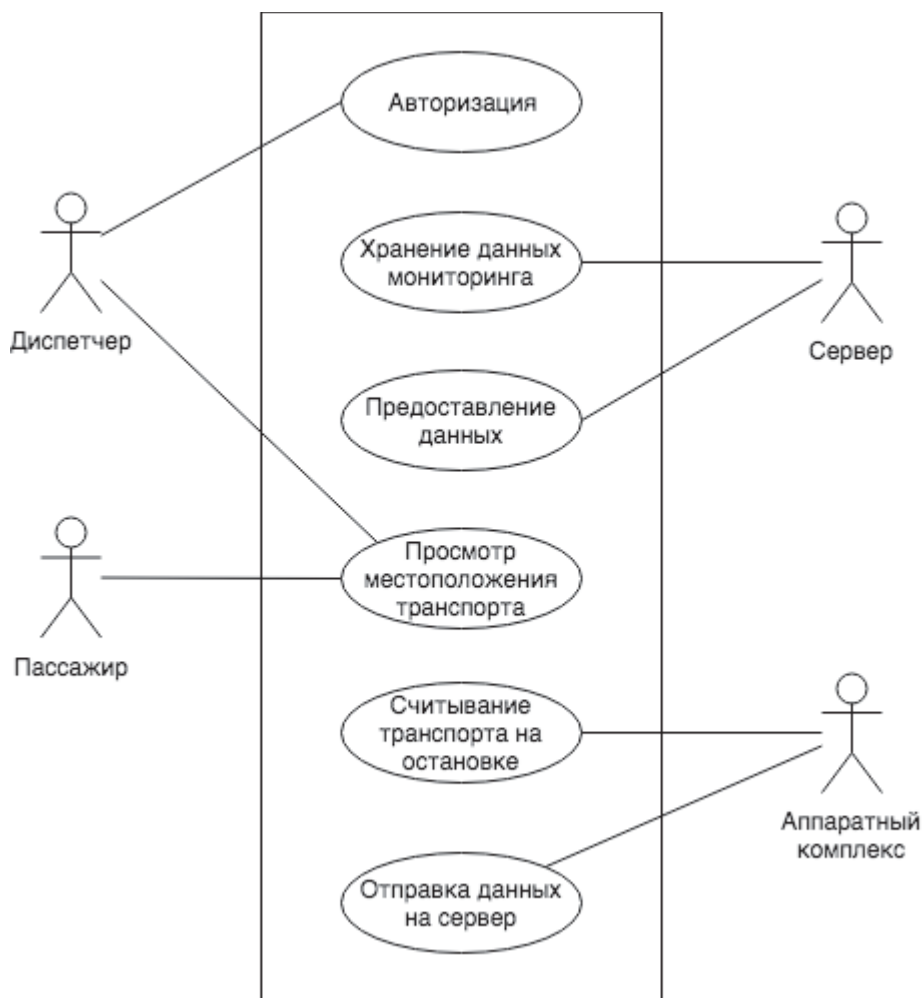 Авторизация
Хранение данных
мониторинга
Диспетчер
Сервер
Предоставление
данных
Просмотр
местоположения
транспорта
Пассажир
Считывание
транспорта на
остановке
Аппаратный
комплекс
Отправка данных
на сервер